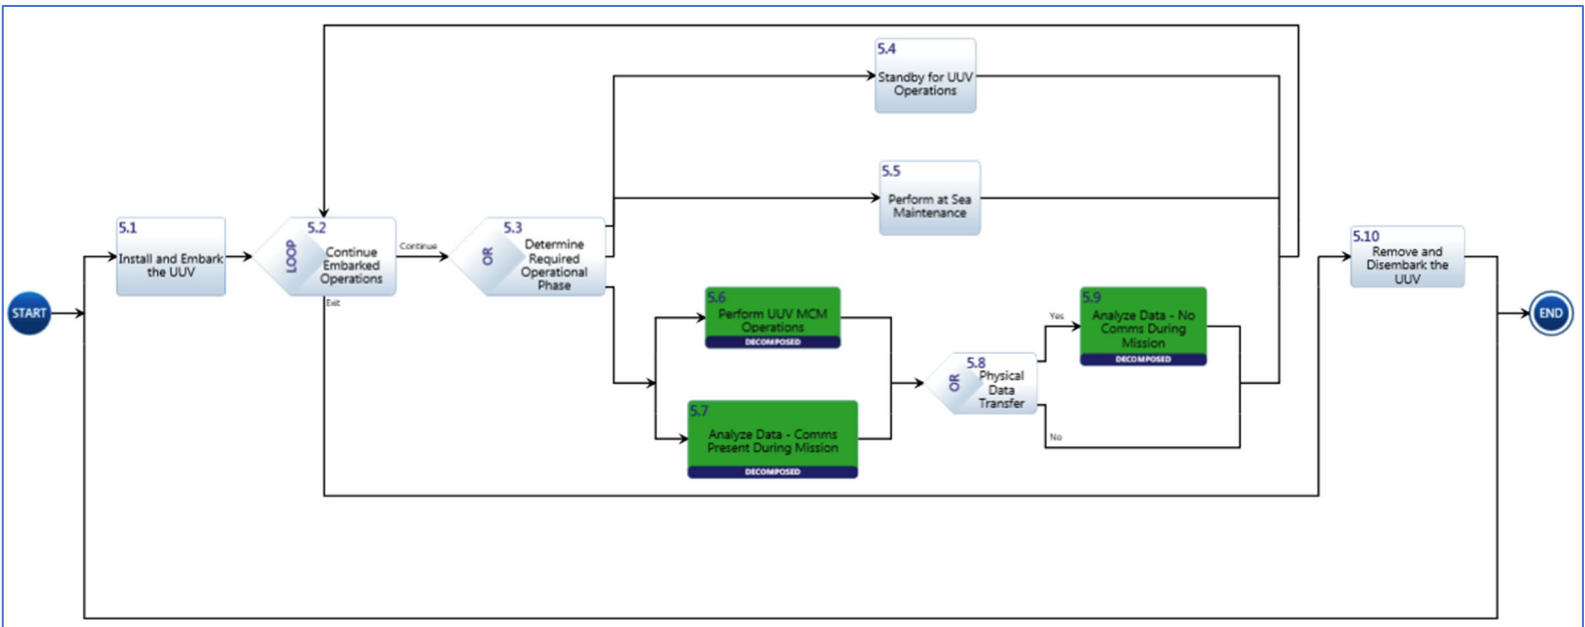 START
5.1
Install and Embark
the UUV
LOOP
5.2
Continue
Embarked
Operations
Continue
Exit
OR
5.3
Determine
Required
Operational
Phase
5.4
Standby for UUV
Operations
5.5
Perform at Sea
Maintenance
5.6
Perform UUV MCM
Operations
DECOMPOSED
5.7
Analyze Data - Comms
Present During Mission
DECOMPOSED
OR
5.8
Physical
Data
Transfer
Yes
No
5.9
Analyze Data - No
Comms During
Mission
DECOMPOSED
5.10
Remove and
Disembark the
UUV
END